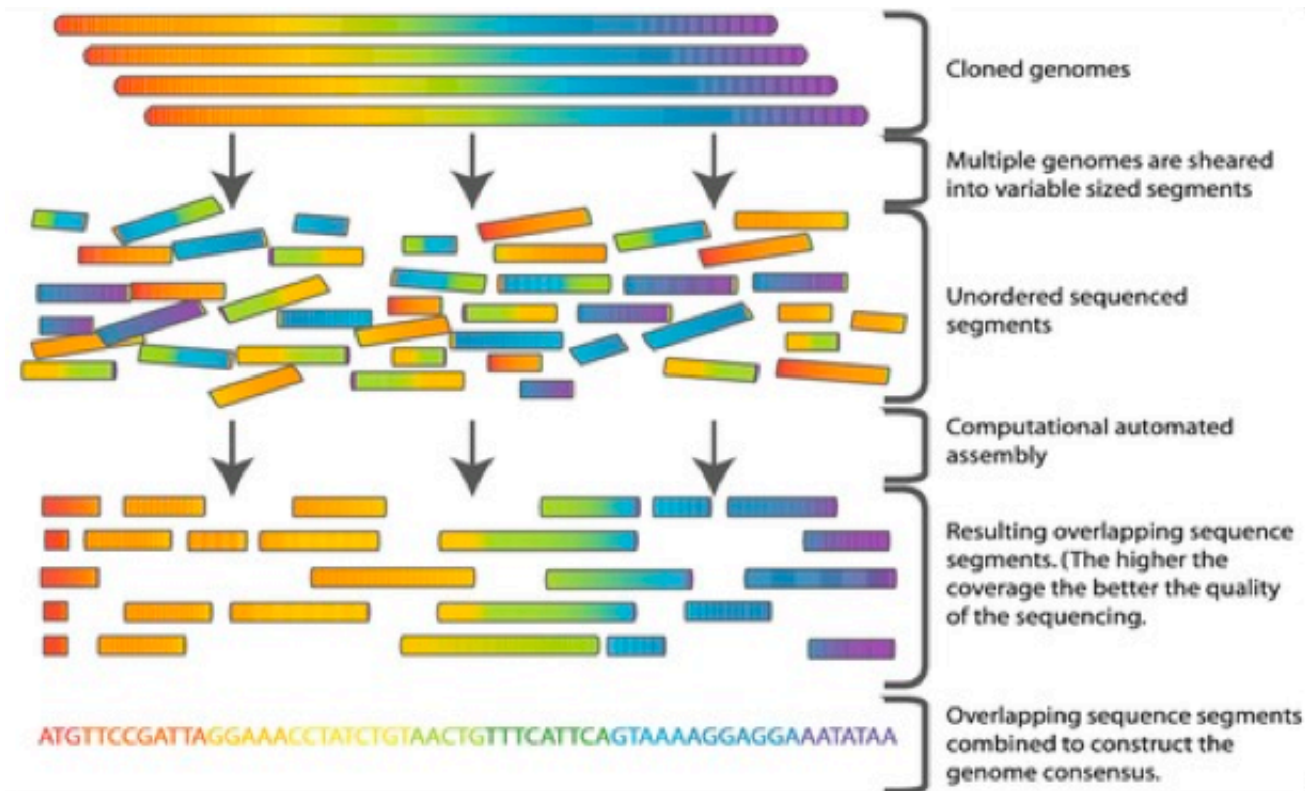 Cloned genomes
Multiple genomes are sheared
into variable sized segments
Unordered sequenced
segments
Computational automated
assembly
Resulting overlapping sequence
segments. (The higher the
coverage the better the quality
of the sequencing.
ATGTTCCGATTAGGAAACCTATCTGTAACTGTTTCATTCAGTAAAAGGAGGAAATATAA
Overlapping sequence segments
combined to construct the
genome consensus.